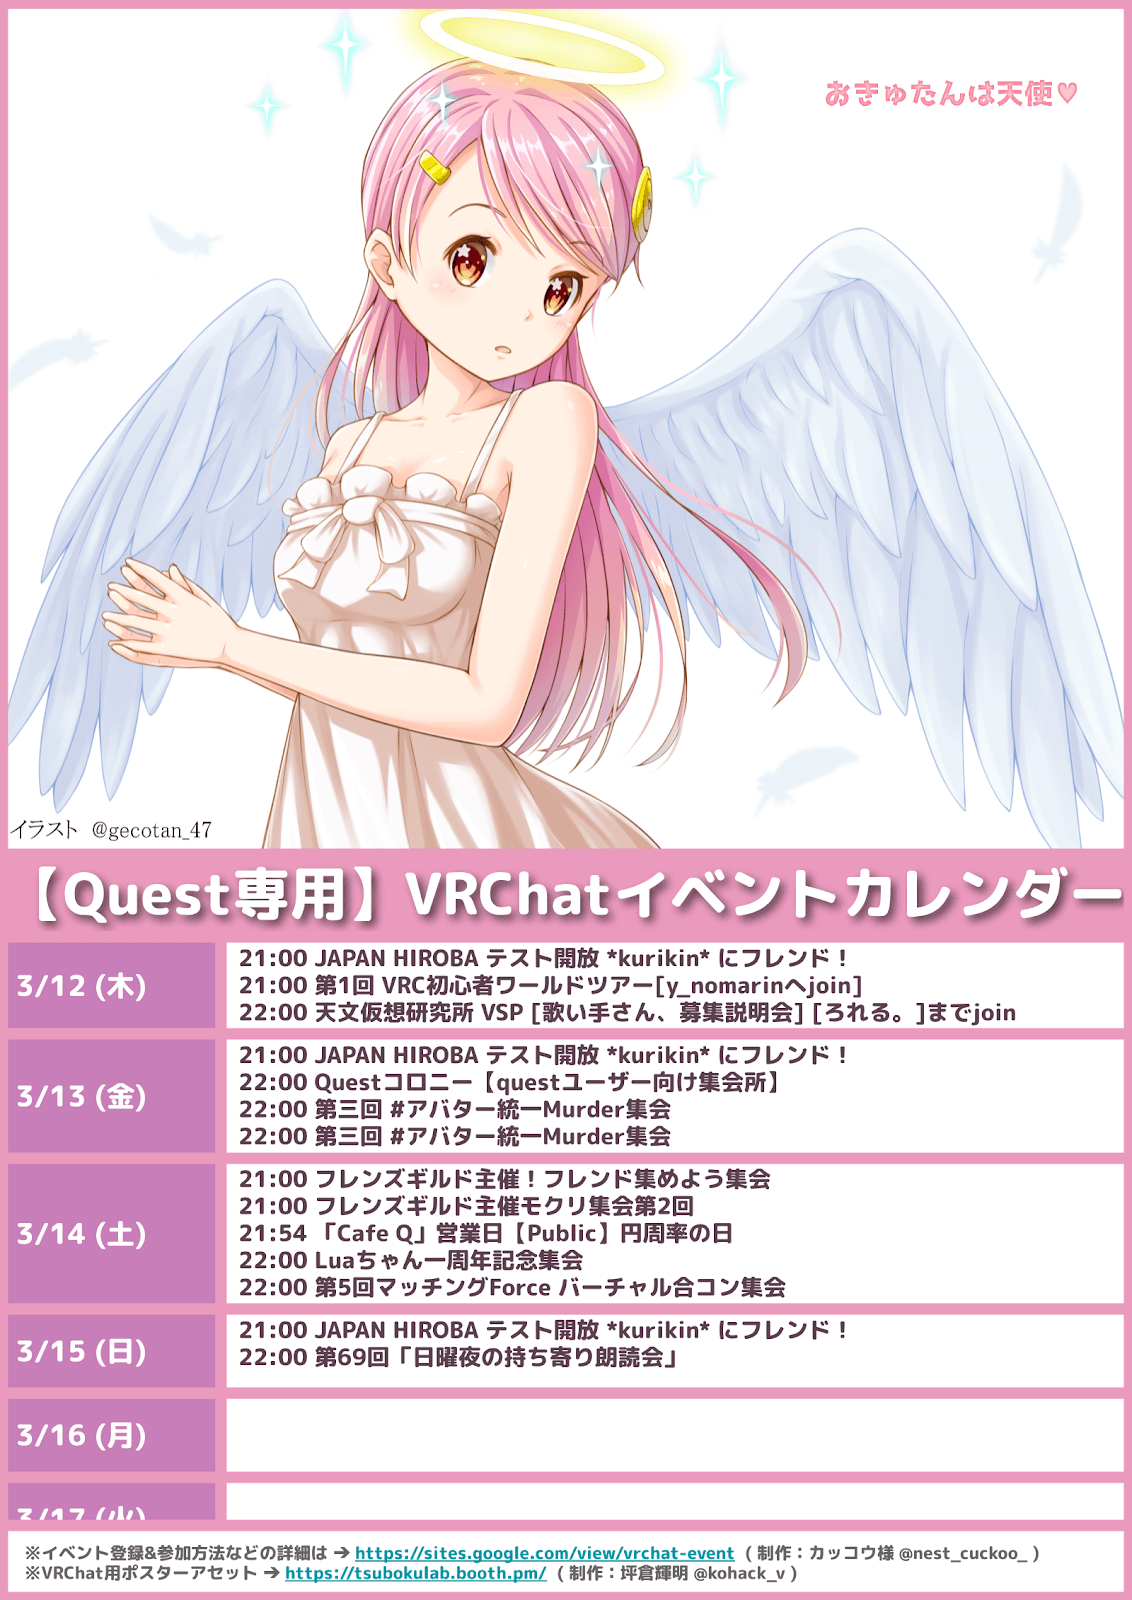 おきゅたんは天使♡
イラスト @gecotan_47
【Quest専用】VRChatイベントカレンダー
3/12 (木)
21:00 JAPAN HIROBA テスト開放 *kurikin* にフレンド！
21:00 第1回 VRC初心者ワールドツアー[y_nomarinへjoin]
22:00 天文仮想研究所 VSP [歌い手さん、募集説明会] [ろれる。]までjoin
3/13 (金)
21:00 JAPAN HIROBA テスト開放 *kurikin* にフレンド！
22:00 Questコロニー【questユーザー向け集会所】
22:00 第三回 #アバター統一Murder集会
22:00 第三回 #アバター統一Murder集会
3/14 (土)
21:00 フレンズギルド主催！フレンド集めよう集会
21:00 フレンズギルド主催モクリ集会第2回
21:54 「Cafe Q」営業日【Public】円周率の日
22:00 Luaちゃん一周年記念集会
22:00 第5回マッチングForce バーチャル合コン集会
3/15 (日)
21:00 JAPAN HIROBA テスト開放 *kurikin* にフレンド！
22:00 第69回「日曜夜の持ち寄り朗読会」
3/16 (月)
3/17 (火)
※イベント登録&参加方法などの詳細は → https://sites.google.com/view/vrchat-event ( 制作：カッコウ様 @nest_cuckoo_ )
※VRChat用ポスターアセット → https://tsubokulab.booth.pm/ ( 制作：坪倉輝明 @kohack_v )